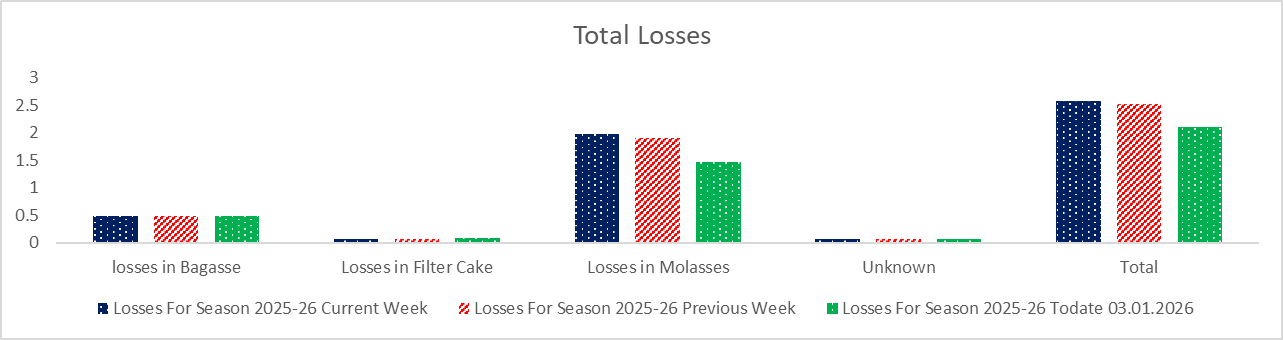 Total Losses
3
2.5
2
1.5
1
0.5
0
losses in Bagasse Losses in Filter Cake Losses in Molasses Unknown Total
Losses For Season 2025-26 Current Week Losses For Season 2025-26 Previous Week Losses For Season 2025-26 Todate 03.01.2026